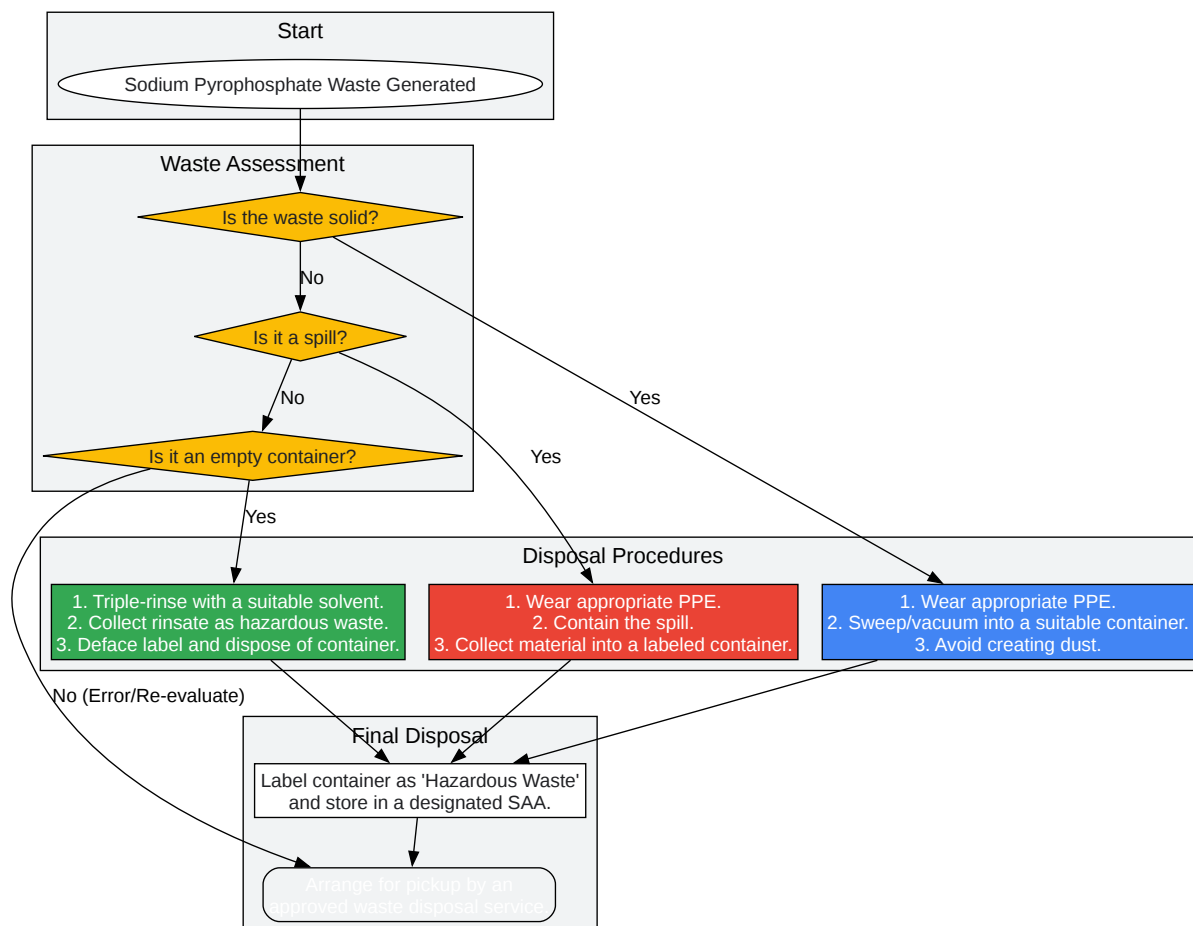 Start
Sodium Pyrophosphate Waste Generated
Waste Assessment
Is the waste solid?
No
Is it a spill?
No
Yes
Is it an empty container?
Yes
Yes
Disposal Procedures
1. Triple-rinse with a suitable solvent.
2. Collect rinsate as hazardous waste.
3. Deface label and dispose of container.
1. Wear appropriate PPE.
2. Contain the spill.
3. Collect material into a labeled container.
1. Wear appropriate PPE.
2. Sweep/vacuum into a suitable container.
3. Avoid creating dust.
No (Error/Re-evaluate)
Final Disposal
Label container as 'Hazardous Waste'
and store in a designated SAA.
Arrange for pickup by an
approved waste disposal service